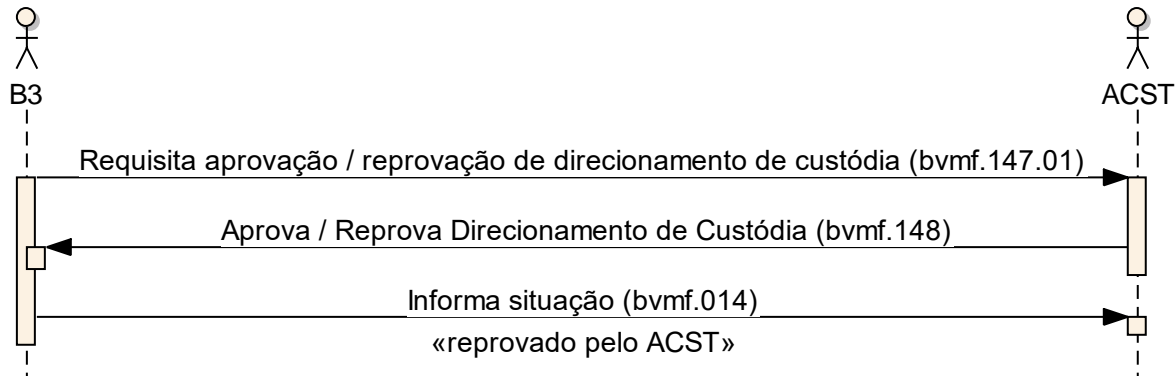 B3
ACST
Requisita aprovação / reprovação de direcionamento de custódia (bvmf.147.01)
Aprova / Reprova Direcionamento de Custódia (bvmf.148)
Informa situação (bvmf.014)
«reprovado pelo ACST»